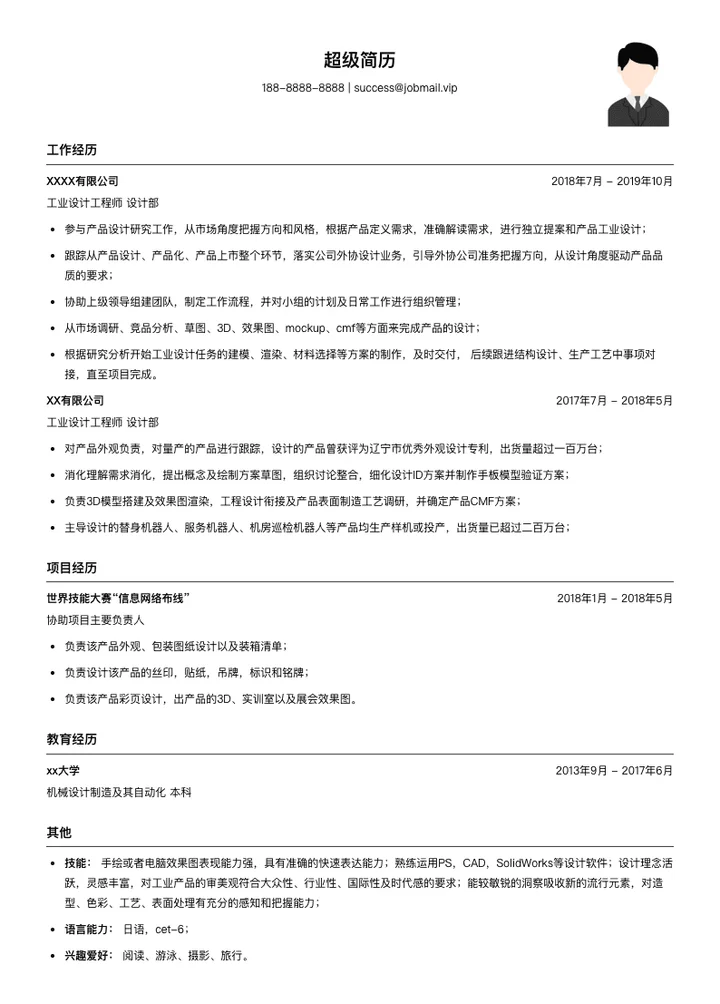 超级简历
188-8888-8888 | success@jobmail.vip
工作经历
XXXX有限公司 2018年7月 - 2019年10月
工业设计工程师 设计部
• 参与产品设计研究工作，从市场角度把握方向和风格，根据产品定义需求，准确解读需求，进行独立提案和产品工业设计；
• 跟踪从产品设计、产品化、产品上市整个环节，落实公司外协设计业务，引导外协公司准务把握方向，从设计角度驱动产品品
质的要求；
• 协助上级领导组建团队，制定工作流程，并对小组的计划及日常工作进行组织管理；
• 从市场调研、竞品分析、草图、3D、效果图、mockup、cmf等方面来完成产品的设计；
• 根据研究分析开始工业设计任务的建模、渲染、材料选择等方案的制作，及时交付， 后续跟进结构设计、生产工艺中事项对
接，直至项目完成。
XX有限公司 2017年7月 - 2018年5月
工业设计工程师 设计部
• 对产品外观负责，对量产的产品进行跟踪，设计的产品曾获评为辽宁市优秀外观设计专利，出货量超过一百万台；
• 消化理解需求消化，提出概念及绘制方案草图，组织讨论整合，细化设计ID方案并制作手板模型验证方案；
• 负责3D模型搭建及效果图渲染，工程设计衔接及产品表面制造工艺调研，并确定产品CMF方案；
• 主导设计的替身机器人、服务机器人、机房巡检机器人等产品均生产样机或投产，出货量已超过二百万台；
项目经历
世界技能大赛“信息网络布线” 2018年1月 - 2018年5月
协助项目主要负责人
• 负责该产品外观、包装图纸设计以及装箱清单；
• 负责设计该产品的丝印，贴纸，吊牌，标识和铭牌；
• 负责该产品彩页设计，出产品的3D、实训室以及展会效果图。
教育经历
xx大学 2013年9月 - 2017年6月
机械设计制造及其自动化 本科
其他
• 技能： 手绘或者电脑效果图表现能力强，具有准确的快速表达能力；熟练运用PS，CAD，SolidWorks等设计软件；设计理念活
跃，灵感丰富，对工业产品的审美观符合大众性、行业性、国际性及时代感的要求；能较敏锐的洞察吸收新的流行元素，对造
型、色彩、工艺、表面处理有充分的感知和把握能力；
• 语言能力： 日语，cet-6；
• 兴趣爱好： 阅读、游泳、摄影、旅行。